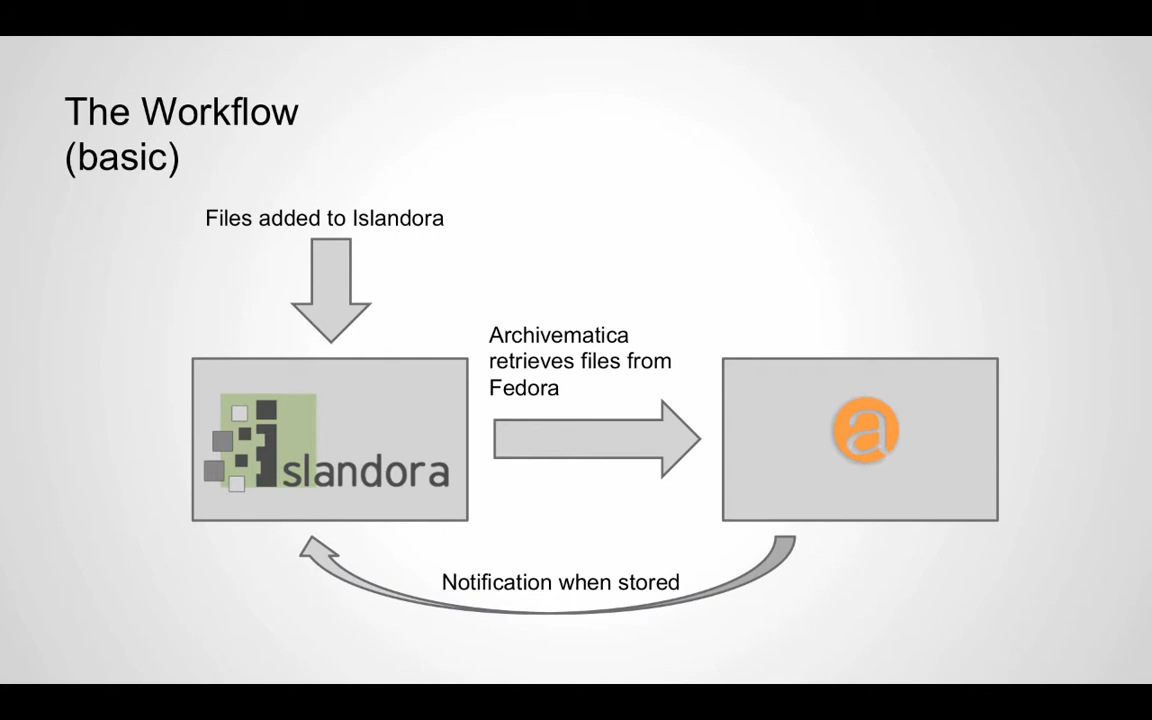 The Workflow
(basic)
Files added to Islandora
Archivematica
retrieves files from
Fedora
Islandora
a
Notification when stored